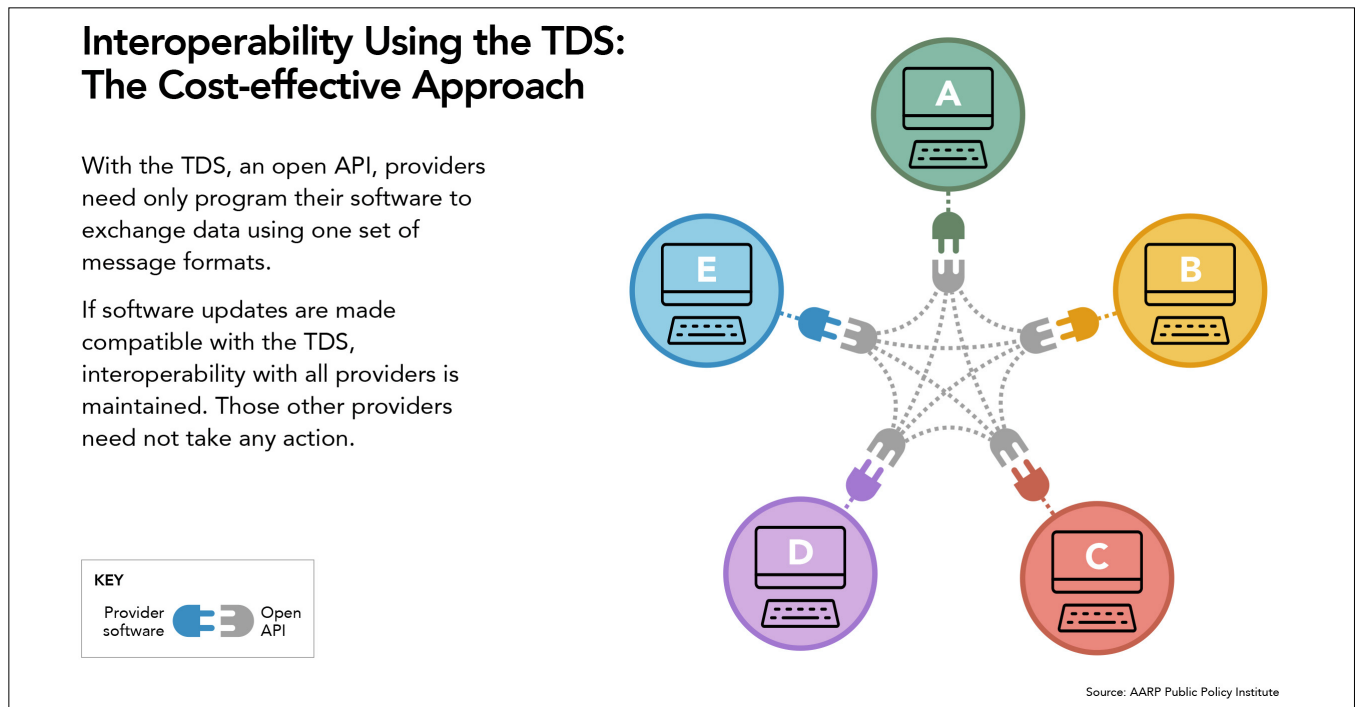 Interoperability Using the TDS:
The Cost-effective Approach
With the TDS, an open API, providers
need only program their software to
exchange data using one set of
message formats.
If software updates are made
compatible with the TDS,
interoperability with all providers is
maintained. Those other providers
need not take any action.
KEY
Provider
software
Open
API
A
E
B
D
C
Source: AARP Public Policy Institute